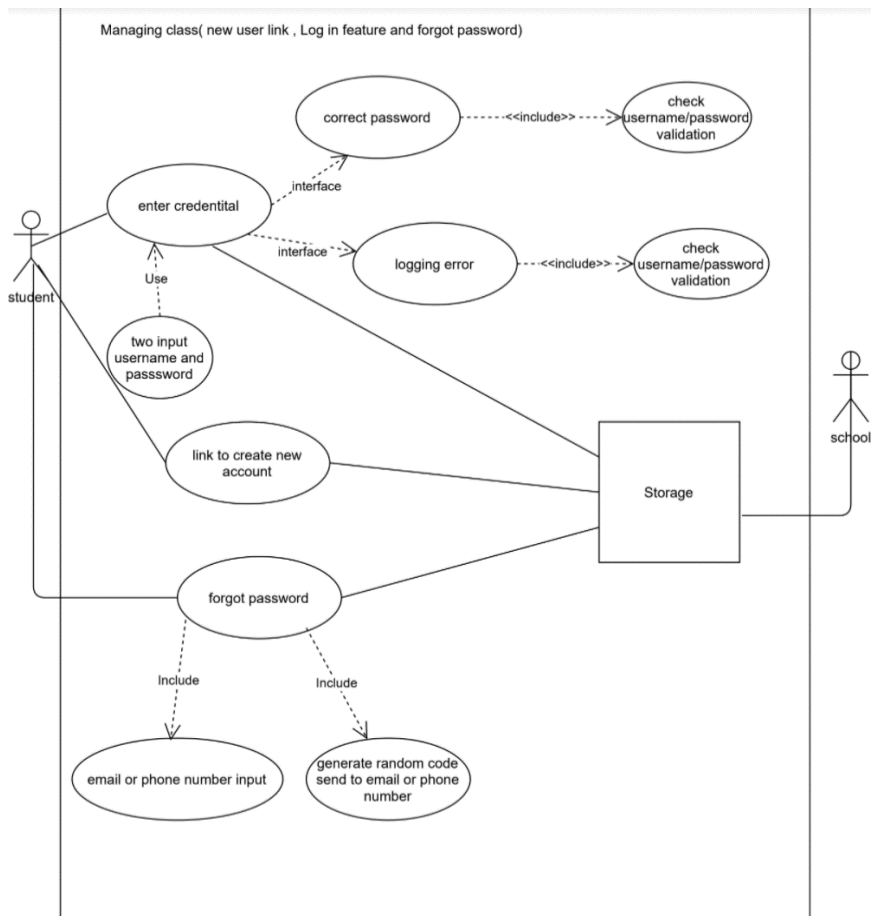 Managing class( new user link , Log in feature and forgot password)
correct password
<<include>>
check
username/password
validation
interface
enter credentital
interface
logging error
<<include>>
check
username/password
validation
Use
student
two input
username and
passsword
school
link to create new
account
Storage
forgot password
Include
Include
email or phone number input
generate random code
send to email or phone
number